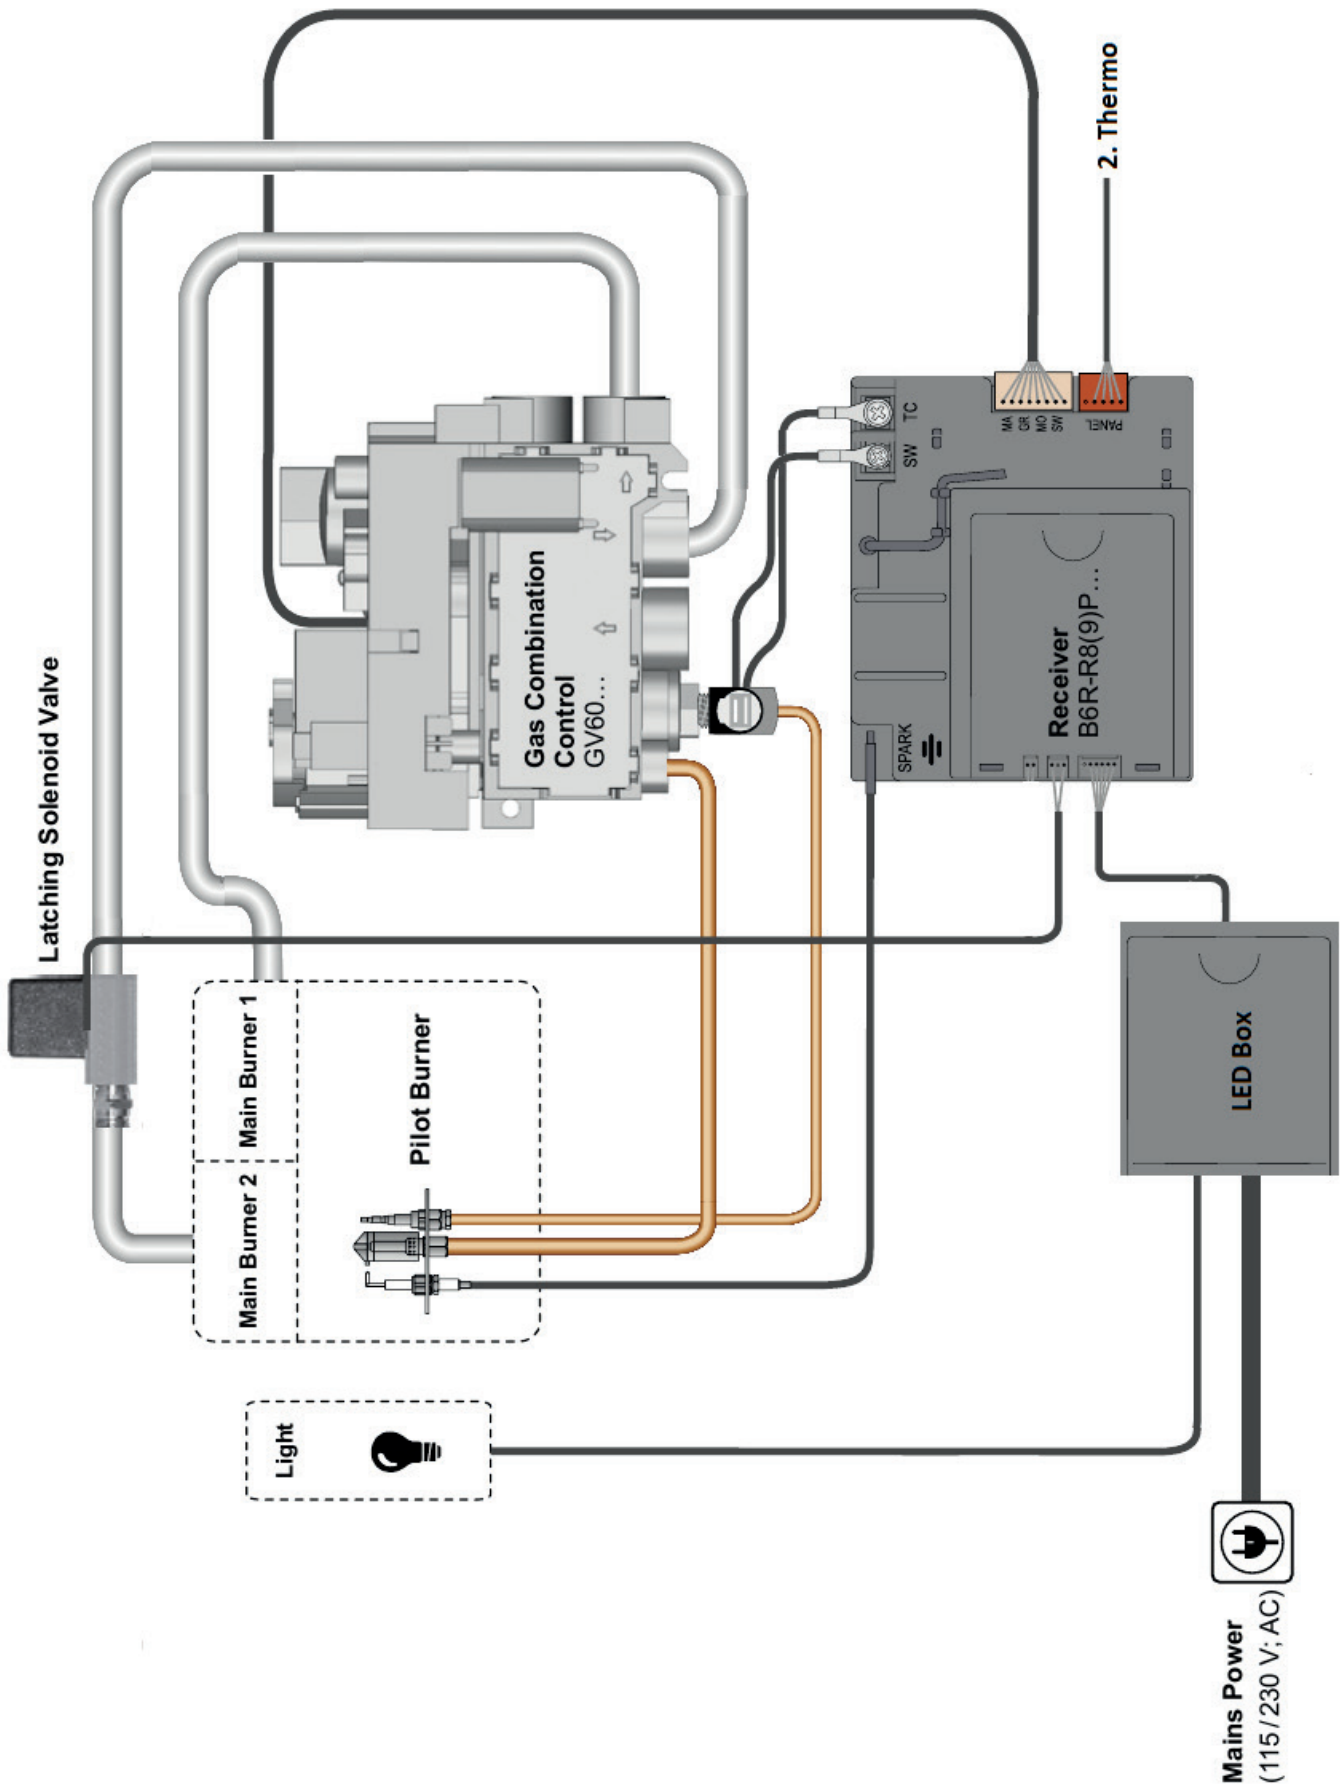 Latching Solenoid Valve
Main Burner 2
Main Burner 1
Pilot Burner
Light
Gas Combination
Control
GV60...
2. Thermo
TC
SW
MA
GR
MO
SW
PANEL
SPARK
Receiver
B6R-R8(9)P...
LED Box
Mains Power
(115/230 V; AC)